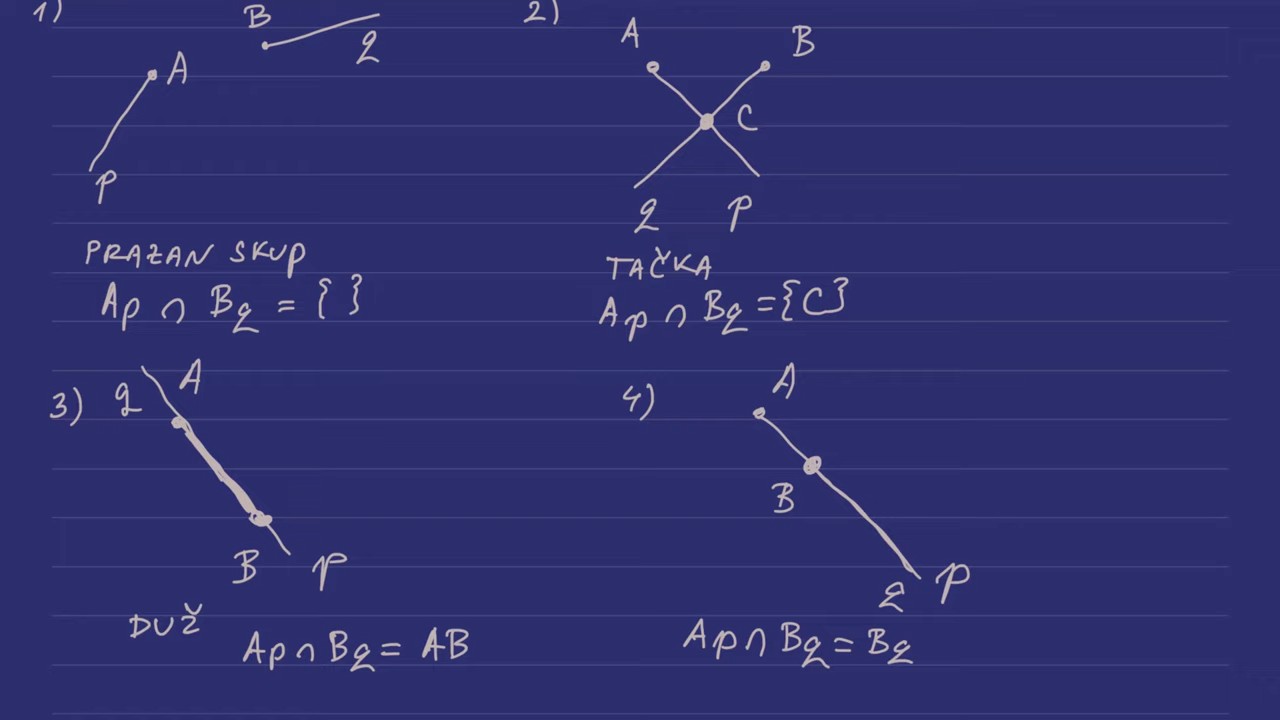 1)
B
q
A
p
PRAZAN SKUP
Ap ∩ Bq = { }
2)
A
B
C
q p
TAČKA
Ap ∩ Bq = {C}
3)
q A
B p
DUŽ
Ap ∩ Bq = AB
4)
A
B
q p
Ap ∩ Bq = Bq